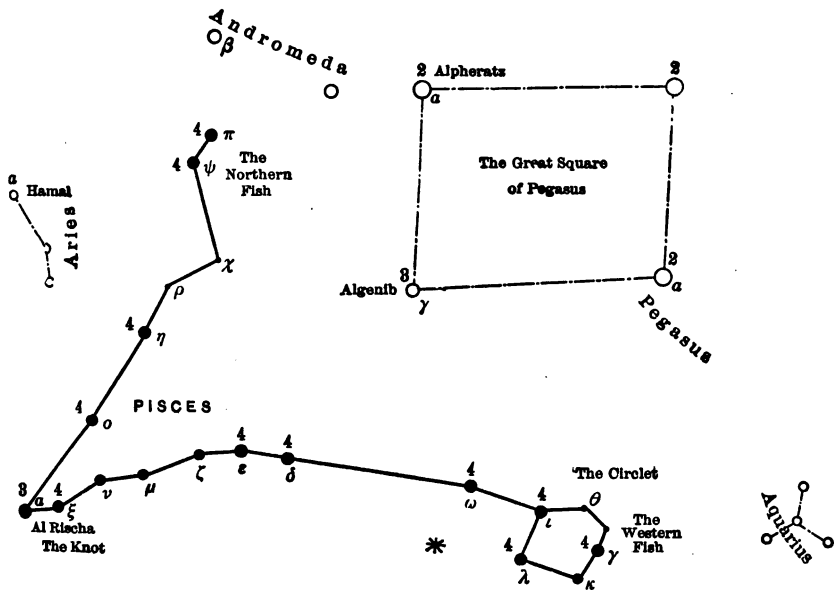 Andromeda
β
2 Alpheratz
a
2
4 π
4 ψ
The
Northern
Fish
The Great Square
of Pegasus
a
Hamal
Aries
χ
ρ
3
Algenib
γ
2
a
Pegasus
4
η
4
ο
PISCES
3
a
4
ξ
ν
μ
ζ
4
ε
4
δ
4
ω
4
ι
The Circlet
θ
The
Western
Fish
4
γ
4
λ
κ
Al Rischa
The Knot
Aquarius